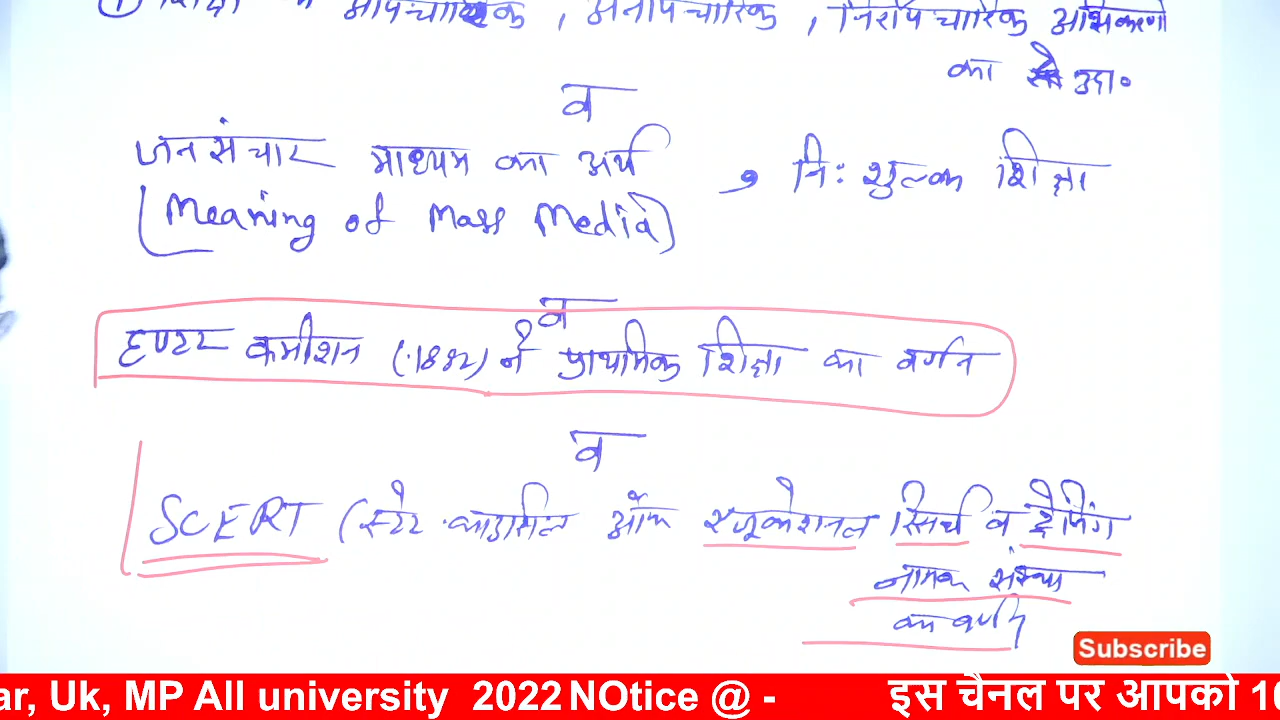 ① शिक्षा के औपचारिक, अनौपचारिक, निरौपचारिक अभिकरणो
का उदा०
व
जनसंचार माध्यम का अर्थ , निःशुल्क शिक्षा
(Meaning of Mass Media)
व
हण्टर कमीशन (1882) ने प्राथमिक शिक्षा का वर्णन
व
SCERT (स्टेट काउंसिल ऑफ एजूकेशनल रिसर्च व ट्रेनिंग
नामक संस्था
का वर्णन
Subscribe
ar, Uk, MP All university 2022 NOtice @ - इस चैनल पर आपको 10